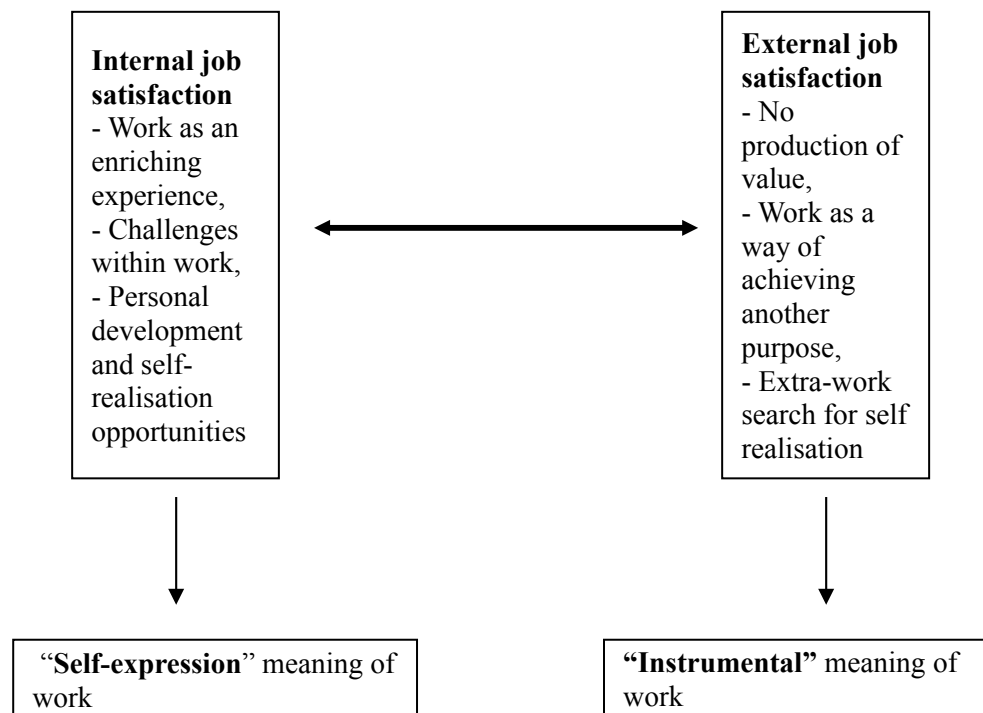 Internal job
satisfaction
- Work as an
enriching
experience,
- Challenges
within work,
- Personal
development
and self-
realisation
opportunities
External job
satisfaction
- No
production of
value,
- Work as a
way of
achieving
another
purpose,
- Extra-work
search for self
realisation
“Self-expression” meaning of
work
“Instrumental” meaning of
work